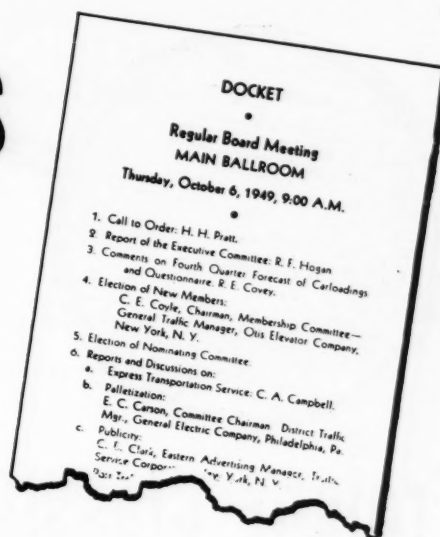 S
DOCKET
Regular Board Meeting
MAIN BALLROOM
Thursday, October 6, 1949, 9:00 A.M.
1. Call to Order: H. H. Pratt.
2. Report of the Executive Committee: R. F. Hogan
3. Comments on Fourth Quarter Forecast of Carloadings
and Questionnaire. R. E. Covey.
4. Election of New Members:
C. E. Coyle, Chairman, Membership Committee—
General Traffic Manager, Otis Elevator Company,
New York, N. Y.
5. Election of Nominating Committee.
6. Reports and Discussions on:
a. Express Transportation Service: C. A. Campbell.
b. Palletization:
E. C. Carson, Committee Chairman District Traffic
Mgr., General Electric Company, Philadelphia, Pa.
c. Publicity:
C. L. Clark, Eastern Advertising Manager, Traffic
Service York, N. Y.